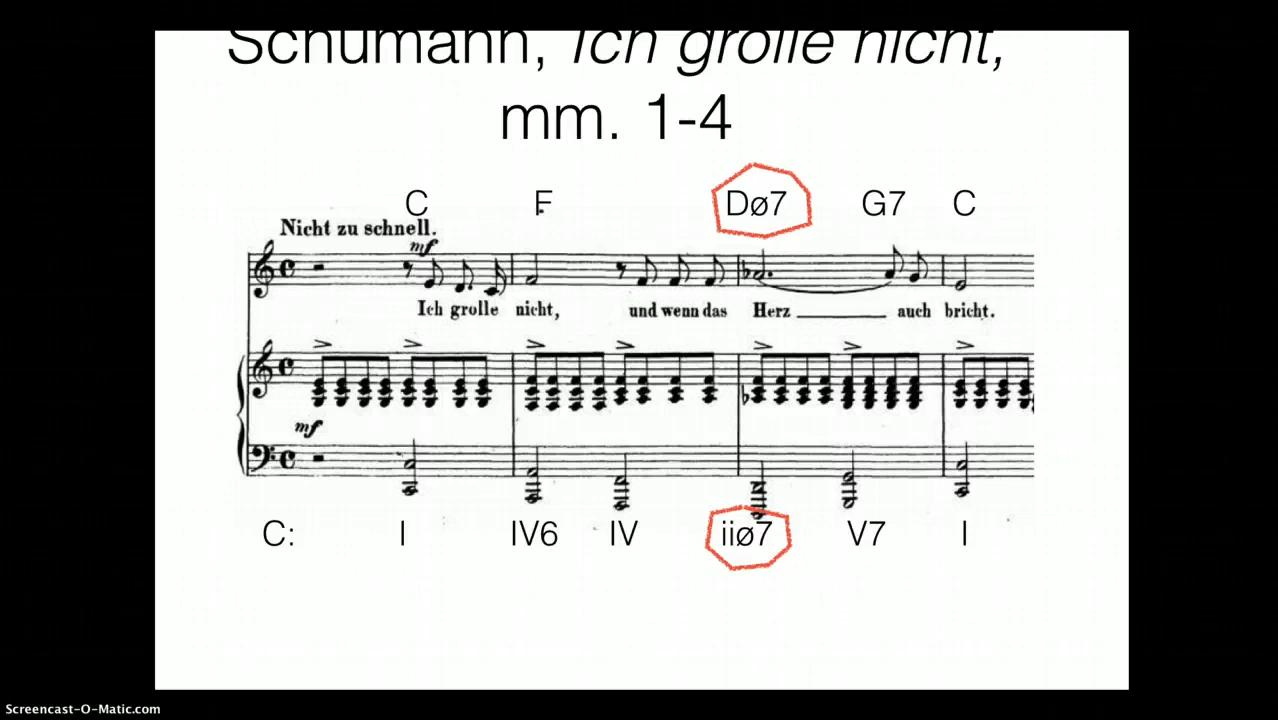 Schumann, Ich grolle nicht,
mm. 1-4
C F Dø7 G7 C
Nicht zu schnell.
mf
Ich grolle nicht, und wenn das Herz auch bricht.
mf
C: I IV6 IV iiø7 V7 I
Screencast-O-Matic.com